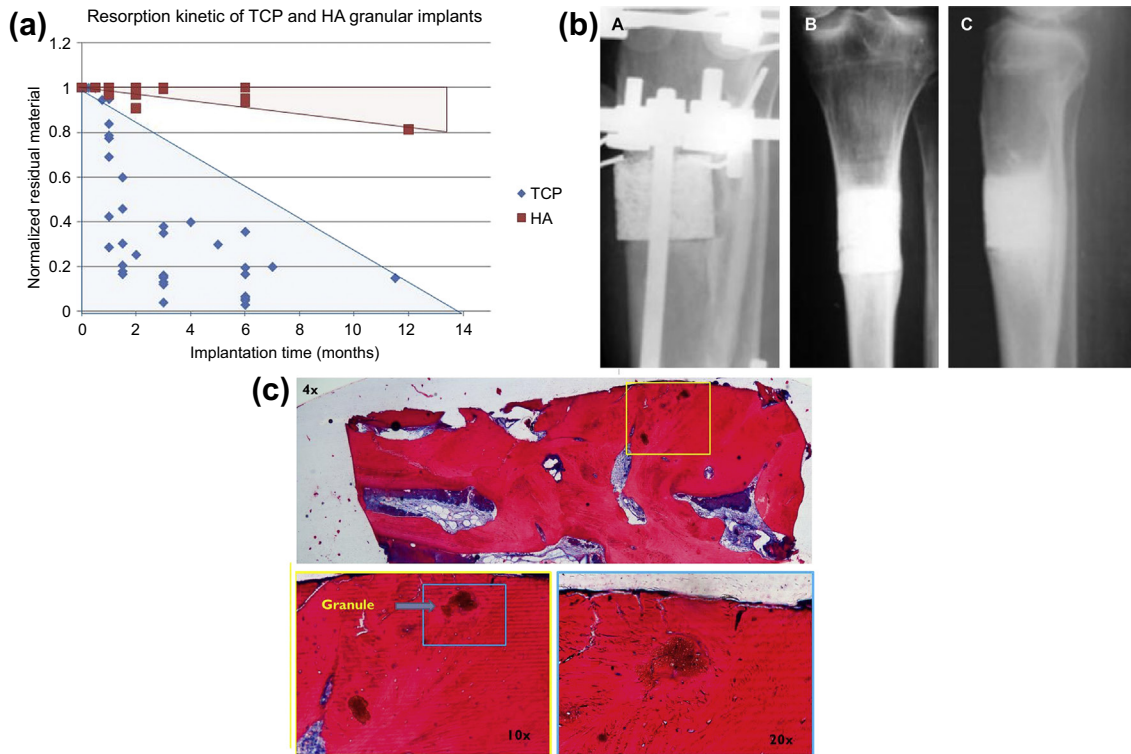 (a)
Resorption kinetic of TCP and HA granular implants
1.2
1
0.8
0.6
0.4
0.2
0
Normalized residual material
0 2 4 6 8 10 12 14
Implantation time (months)
TCP
HA
(b)
A
B
C
(c)
4x
Granule
10x
20x